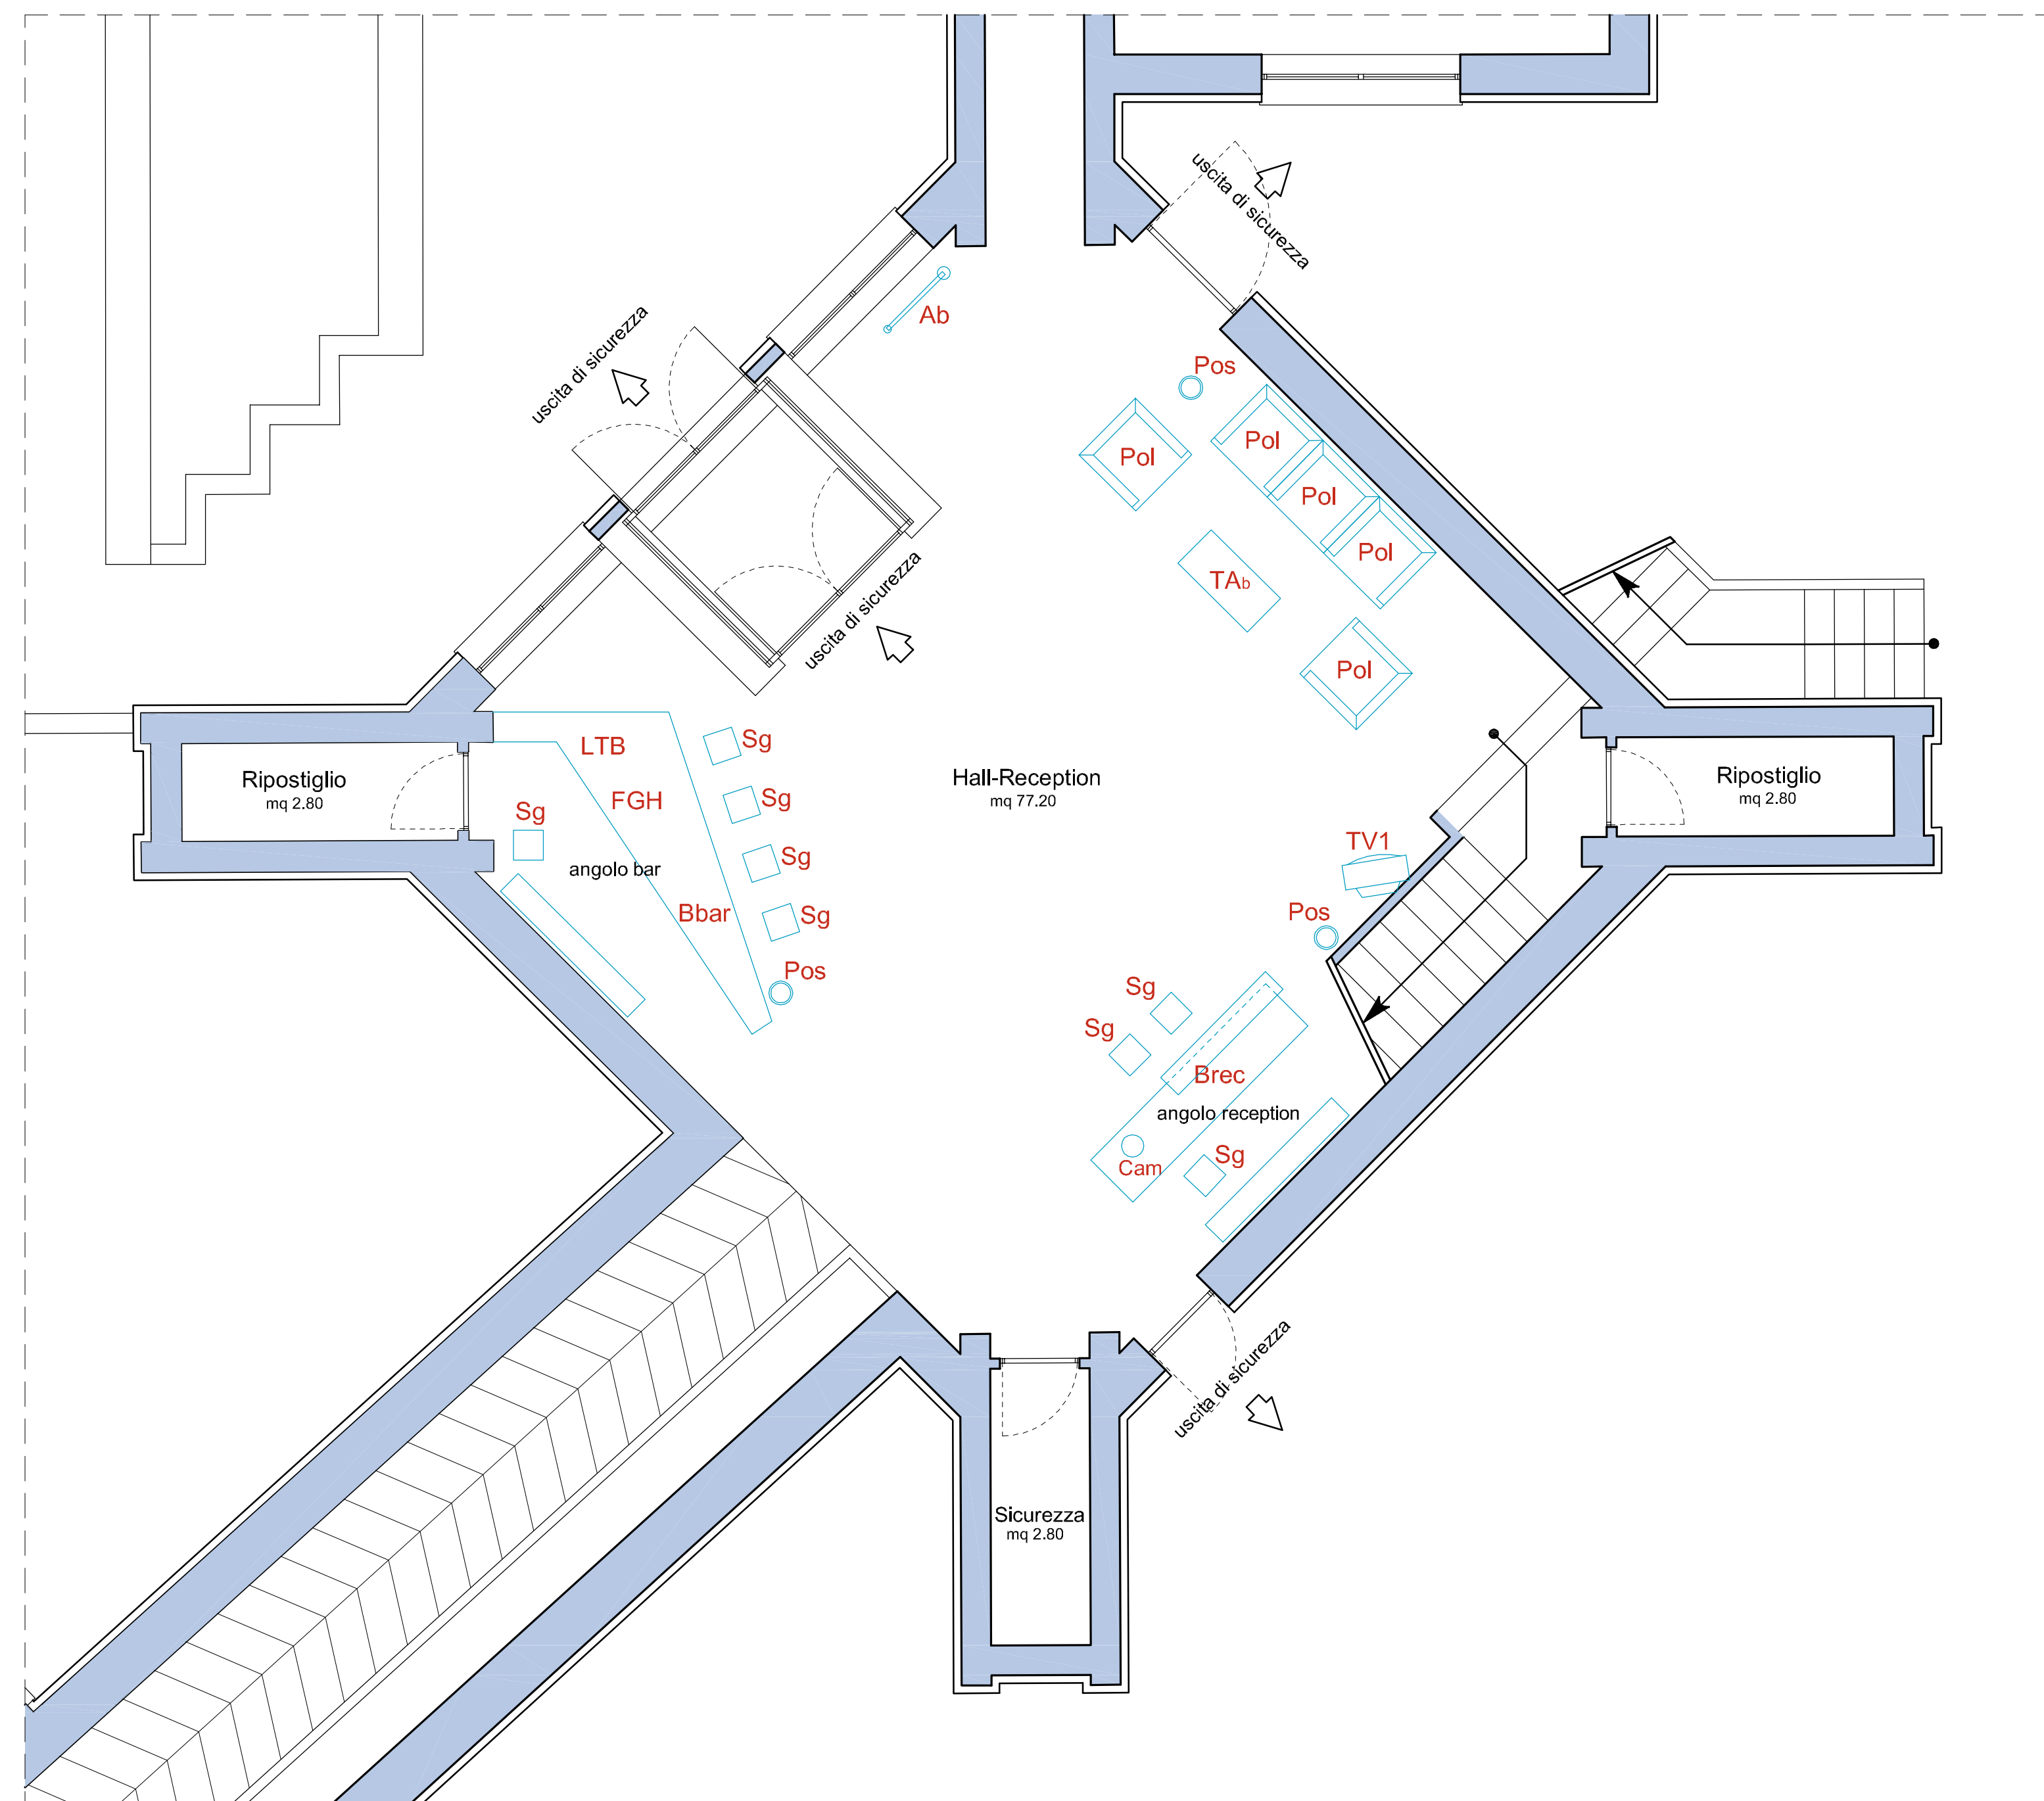 uscita di sicurezza
Ab
uscita di sicurezza
Pos
Pol
Pol
Pol
Pol
TAb
uscita di sicurezza
Pol
LTB
Sg
Ripostiglio
mq 2.80
FGH
Sg
Sg
Hall-Reception
mq 77.20
Ripostiglio
mq 2.80
angolo bar
Sg
TV1
Bbar
Sg
Pos
Pos
Sg
Sg
Brec
angolo reception
Cam
Sg
uscita di sicurezza
Sicurezza
mq 2.80